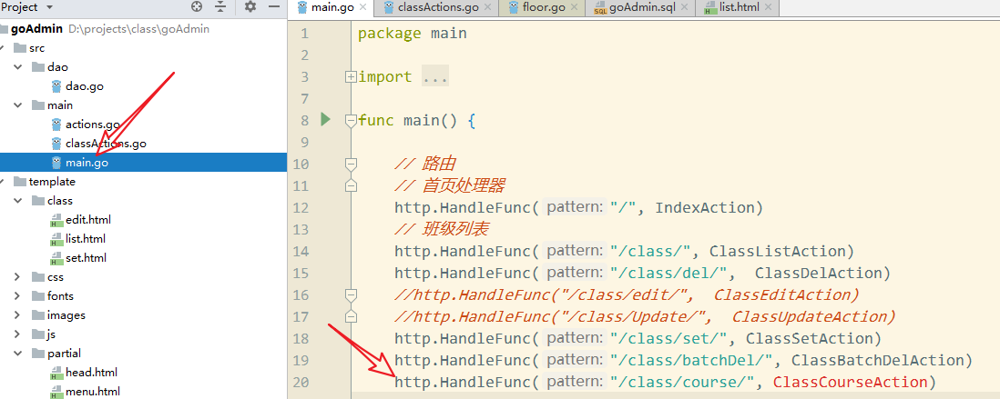 Project
goAdmin D:\projects\class\goAdmin
src
dao
dao.go
main
actions.go
classActions.go
main.go
template
class
edit.html
list.html
set.html
css
fonts
images
js
partial
head.html
menu.html
main.go classActions.go floor.go goAdmin.sql list.html
1 package main
2
3 import ...
7
8 func main() {
9
10 // 路由
11 // 首页处理器
12 http.HandleFunc( pattern: "/", IndexAction)
13 // 班级列表
14 http.HandleFunc( pattern: "/class/", ClassListAction)
15 http.HandleFunc( pattern: "/class/del/", ClassDelAction)
16 //http.HandleFunc("/class/edit/", ClassEditAction)
17 //http.HandleFunc("/class/Update/", ClassUpdateAction)
18 http.HandleFunc( pattern: "/class/set/", ClassSetAction)
19 http.HandleFunc( pattern: "/class/batchDel/", ClassBatchDelAction)
20 http.HandleFunc( pattern: "/class/course/", ClassCourseAction)